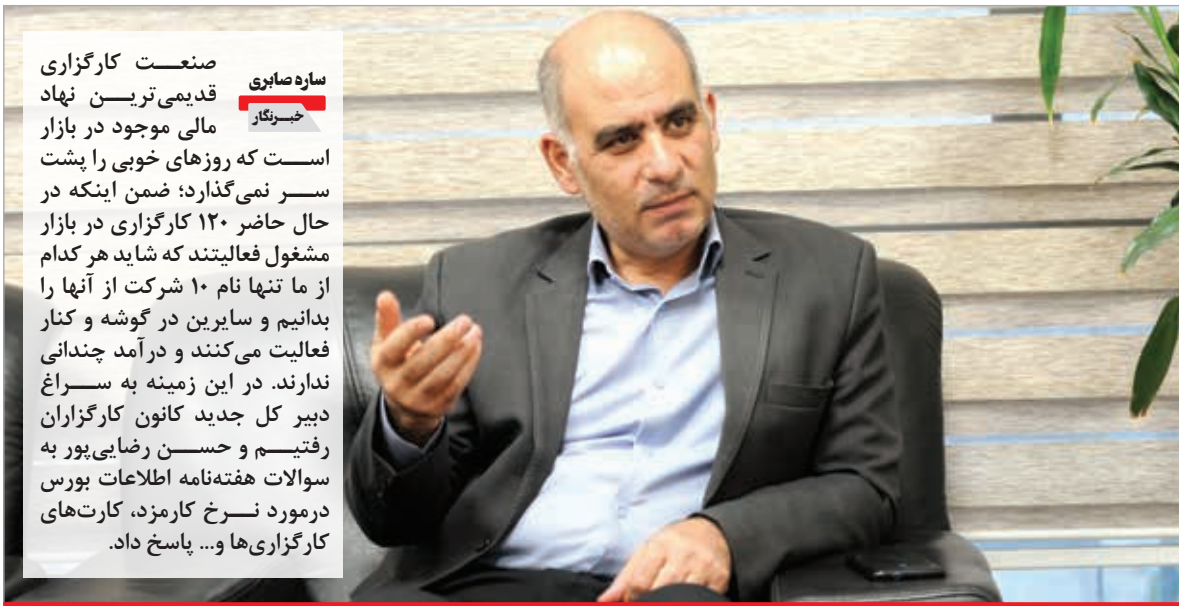 ساره صابری
خبرنگار
صنعت کارگزاری
قدیمی‌ترین نهاد
مالی موجود در بازار
است که روزهای خوبی را پشت
سر نمی‌گذارد؛ ضمن اینکه در
حال حاضر ۱۲۰ کارگزاری در بازار
مشغول فعالیتند که شاید هر کدام
از ما تنها نام ۱۰ شرکت از آنها را
بدانیم و سایرین در گوشه و کنار
فعالیت می‌کنند و درآمد چندانی
ندارند. در این زمینه به سراغ
دبیر کل جدید کانون کارگزاران
رفتیم و حسن رضایی‌پور به
سوالات هفته‌نامه اطلاعات بورس
درمورد نرخ کارمزد، کارت‌های
کارگزاری‌ها و... پاسخ داد.